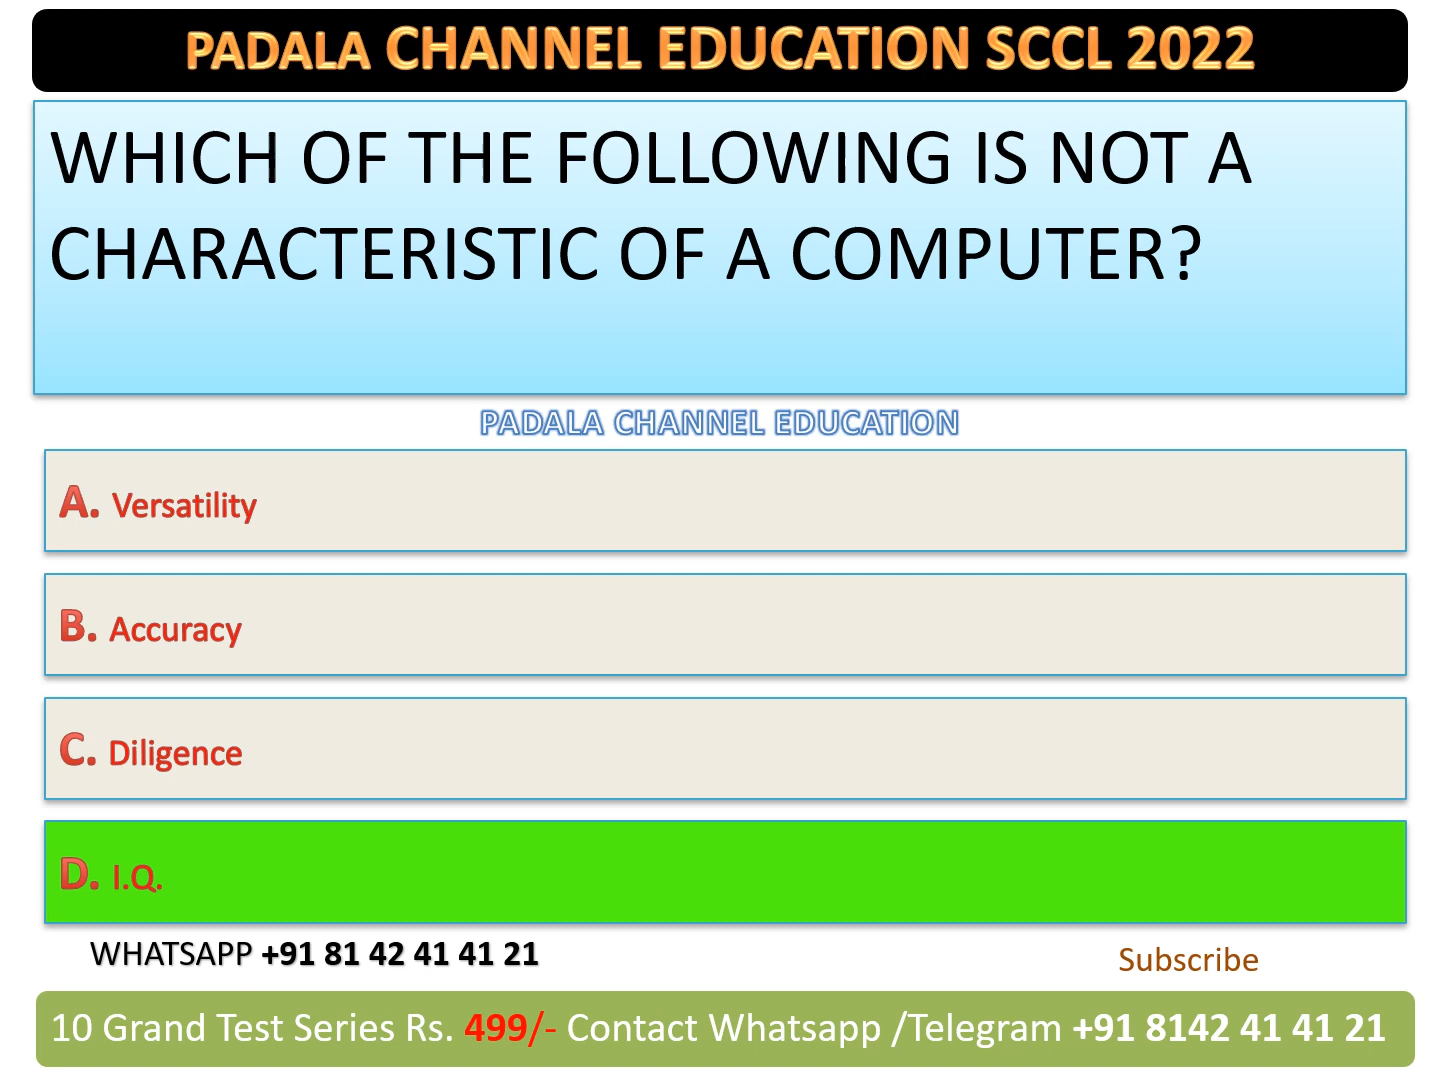 PADALA CHANNEL EDUCATION SCCL 2022
WHICH OF THE FOLLOWING IS NOT A
CHARACTERISTIC OF A COMPUTER?
PADALA CHANNEL EDUCATION
A. Versatility
B. Accuracy
C. Diligence
D. I.Q.
WHATSAPP +91 81 42 41 41 21
Subscribe
10 Grand Test Series Rs. 499/- Contact Whatsapp /Telegram +91 8142 41 41 21